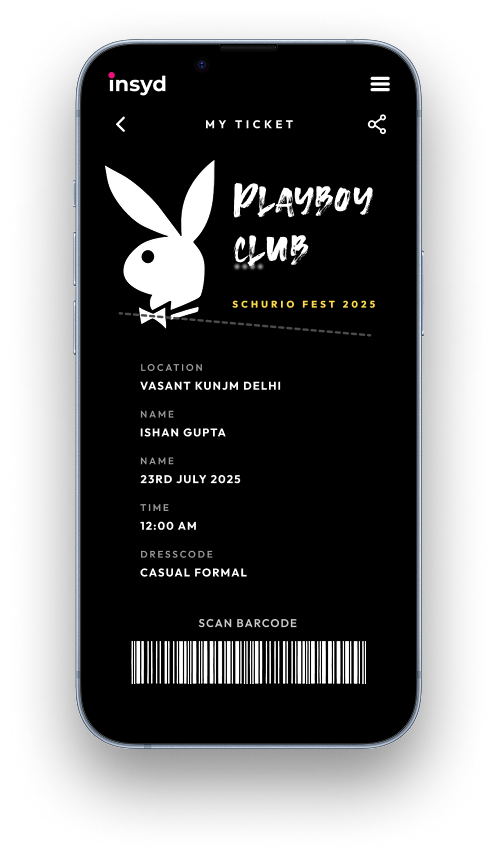 insyd
MY TICKET
PLAYBOY
CLUB
SCHURIO FEST 2025
LOCATION
VASANT KUNJM DELHI
NAME
ISHAN GUPTA
NAME
23RD JULY 2025
TIME
12:00 AM
DRESSCODE
CASUAL FORMAL
SCAN BARCODE